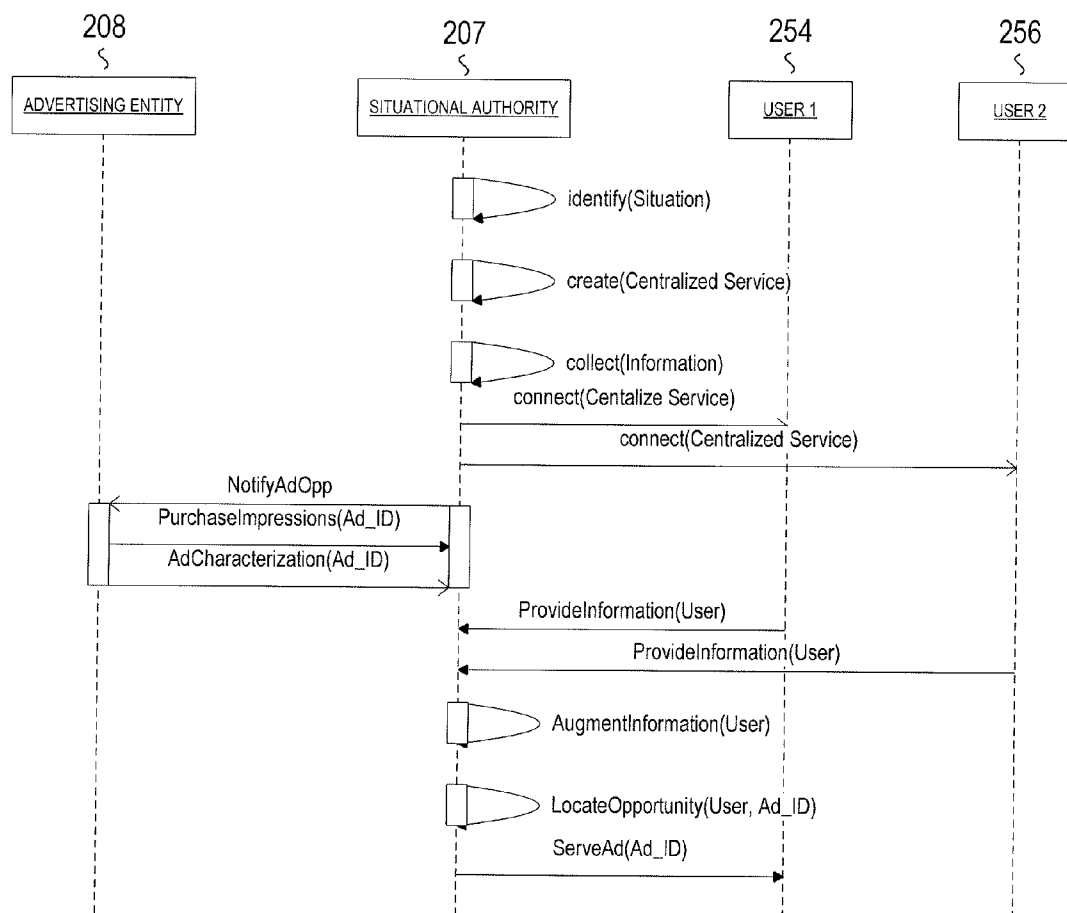 208
207
254
256
ADVERTISING ENTITY
SITUATIONAL AUTHORITY
USER 1
USER 2
identify(Situation)
create(Centralized Service)
collect(Information)
connect(Centalize Service)
connect(Centralized Service)
NotifyAdOpp
PurchaseImpressions(Ad_ID)
AdCharacterization(Ad_ID)
ProvideInformation(User)
ProvideInformation(User)
AugmentInformation(User)
LocateOpportunity(User, Ad_ID)
ServeAd(Ad_ID)